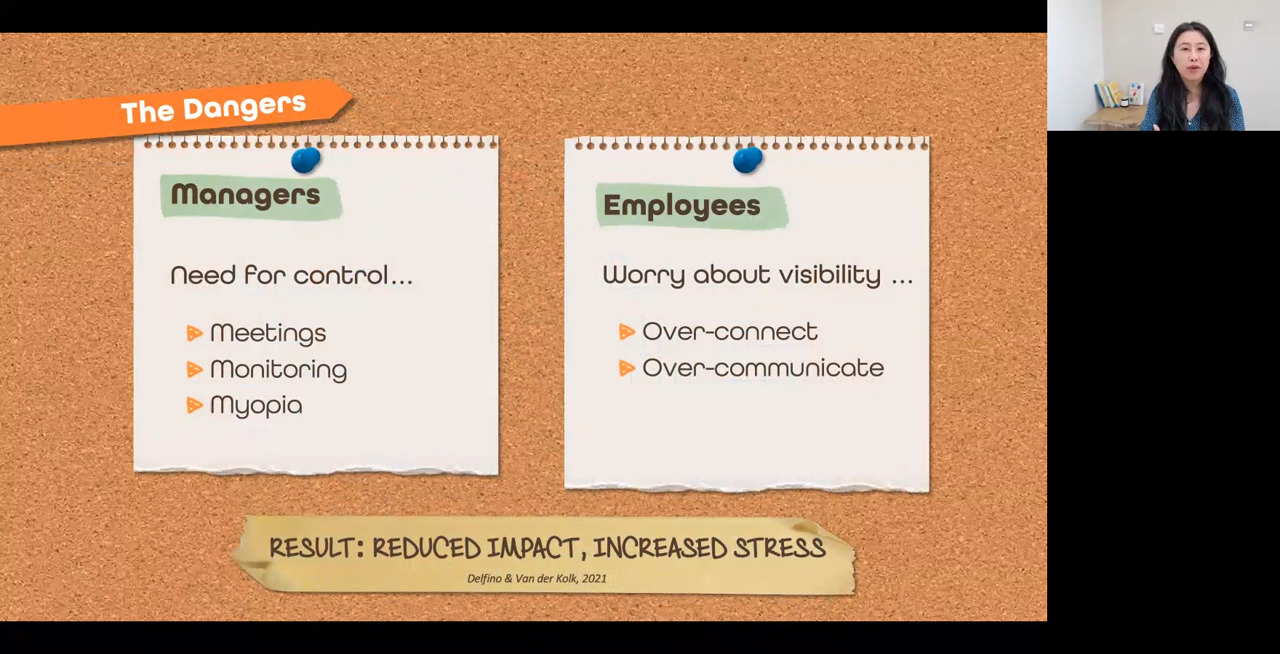 The Dangers
Managers
Need for control...
Meetings
Monitoring
Myopia
Employees
Worry about visibility ...
Over-connect
Over-communicate
RESULT: REDUCED IMPACT, INCREASED STRESS
Delfino & Van der Kolk, 2021